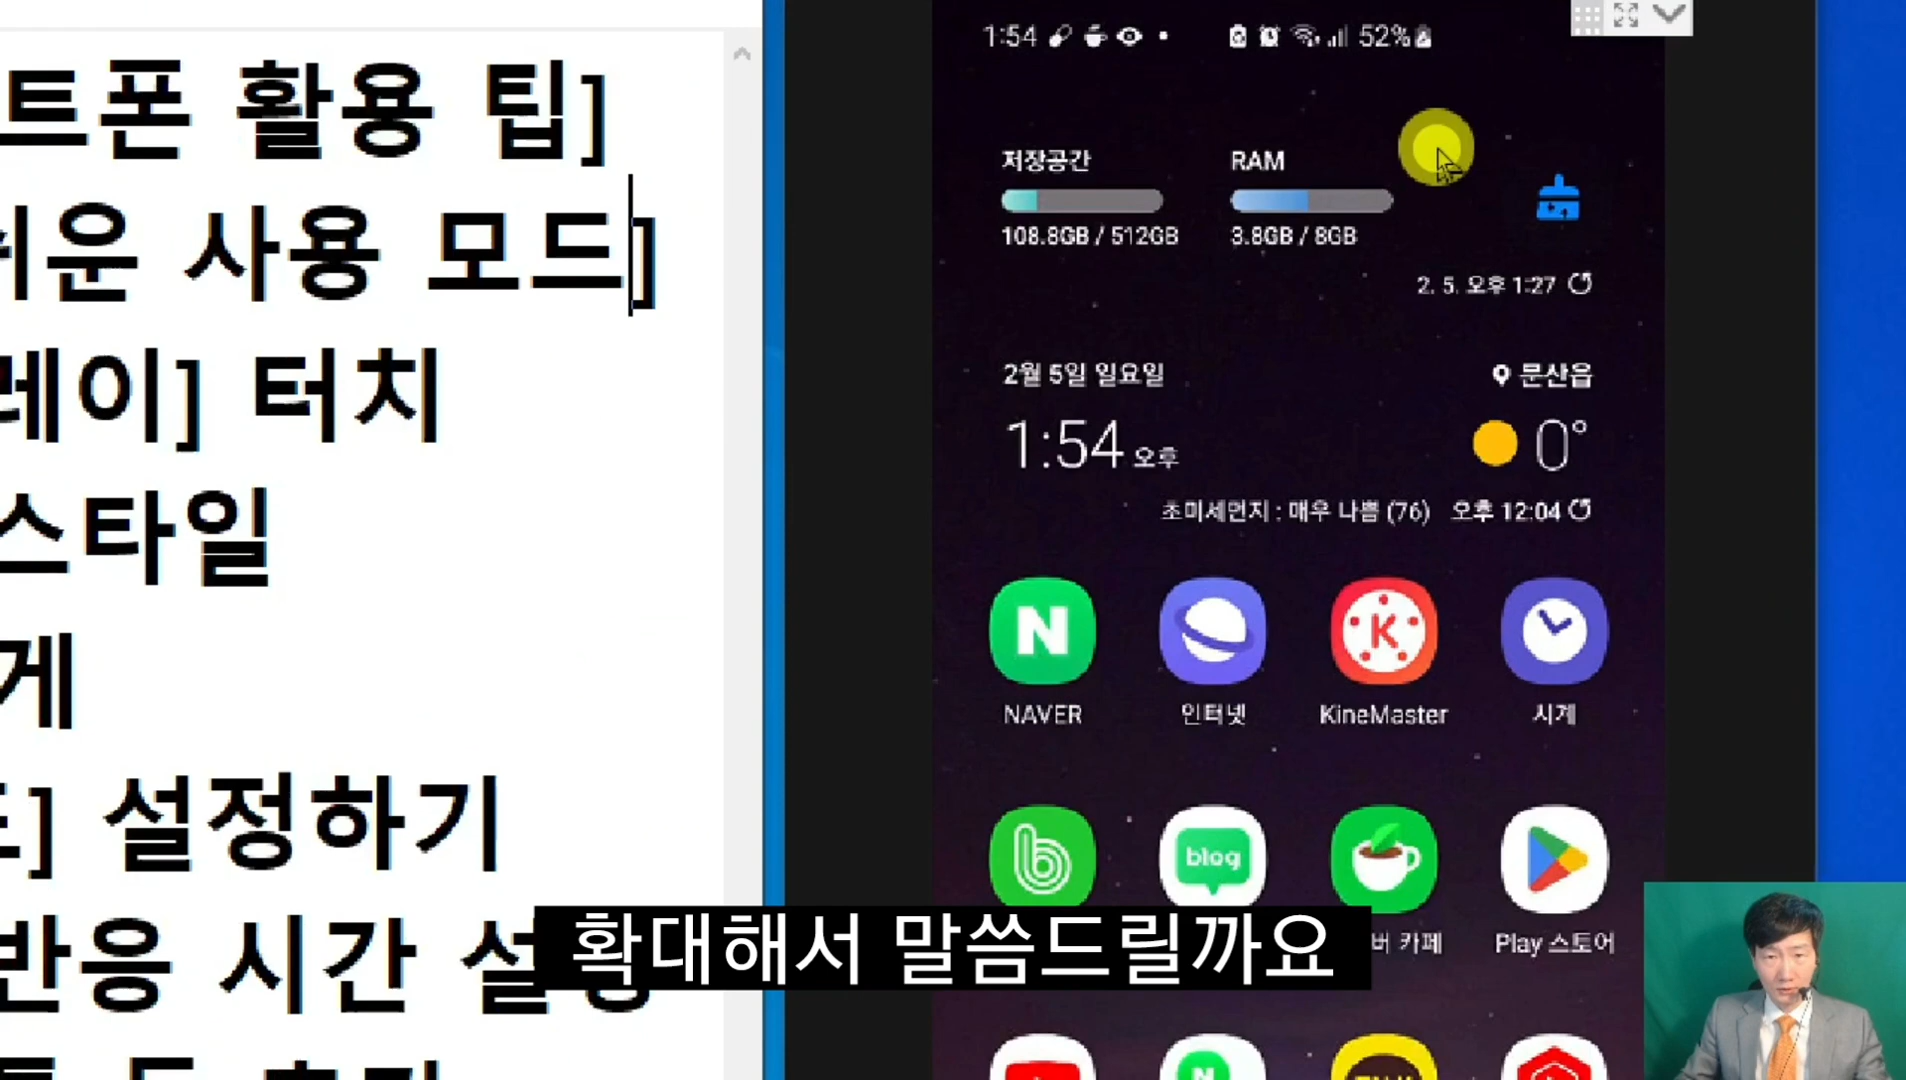 트폰 활용 팁]
쉬운 사용 모드]
레이] 터치
스타일
게
드] 설정하기
반응 시간
1:54
52%
저장공간
RAM
108.8GB / 512GB
3.8GB / 8GB
2. 5. 오후 1:27
2월 5일 일요일
문산읍
1:54 오후
0°
초미세먼지 : 매우 나쁨 (76) 오후 12:04
N
K
NAVER
인터넷
KineMaster
시계
b
blog
버 카페
Play 스토어
확대해서 말씀드릴까요
N